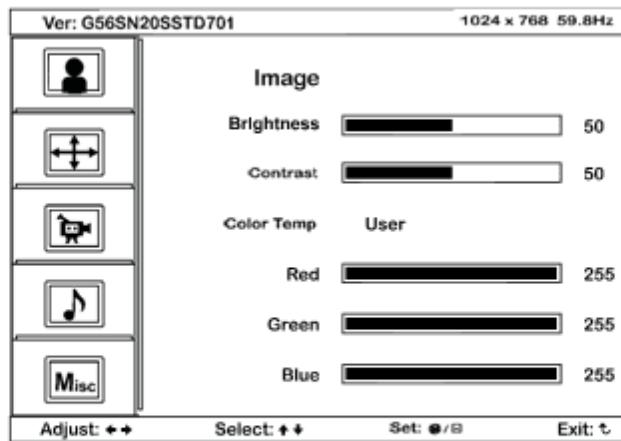 Ver: G56SN20SSTD701 1024 x 768 59.8Hz
Image
Brightness 50
Contrast 50
Color Temp User
Red 255
Green 255
Blue 255
Misc
Adjust: ←→ Select: ↑↓ Set: Exit: